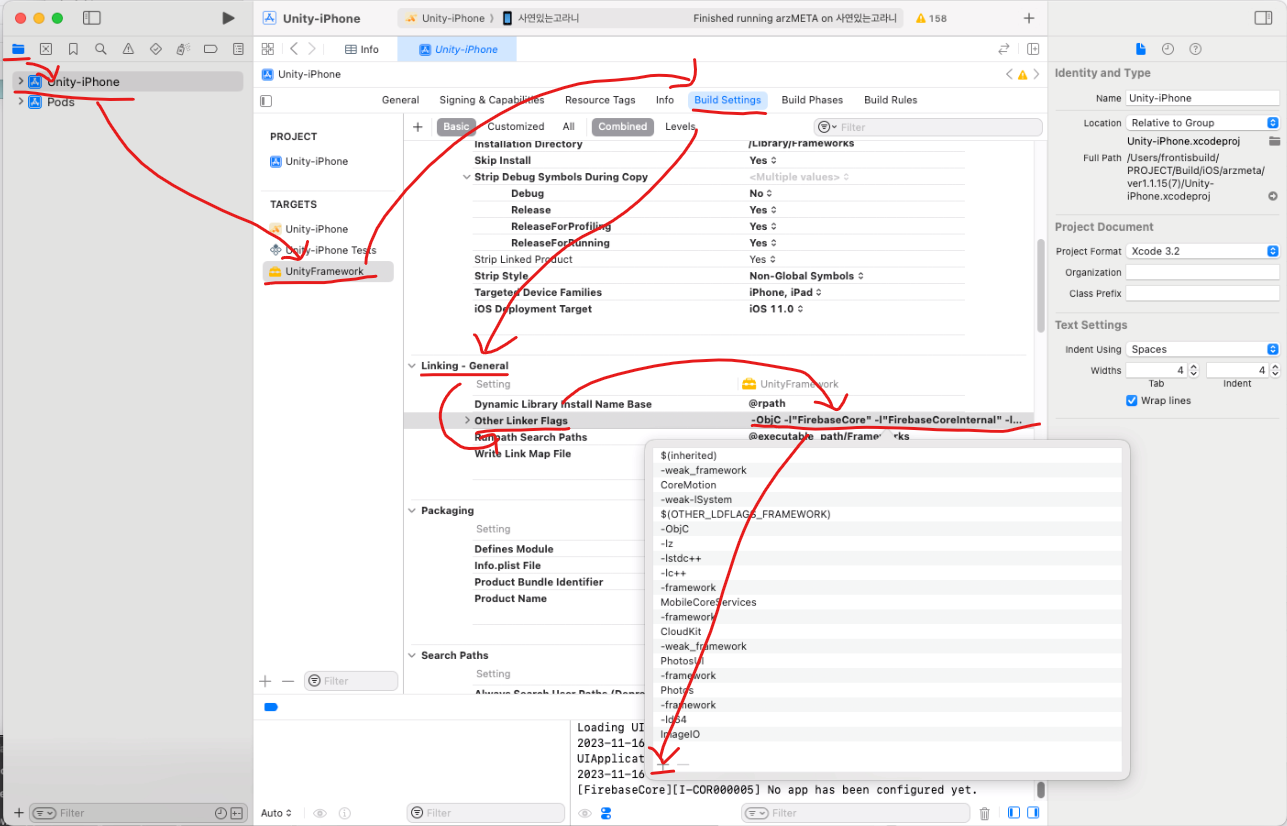 Unity-iPhone
Unity-iPhone 〉 사연있는고라니
Finished running arzMETA on 사연있는고라니
158
Info
Unity-iPhone
Unity-iPhone
Pods
Unity-iPhone
General
Signing & Capabilities
Resource Tags
Info
Build Settings
Build Phases
Build Rules
PROJECT
Unity-iPhone
TARGETS
Unity-iPhone
Unity-iPhone Tests
UnityFramework
Filter
Basic
Customized
All
Combined
Levels
Filter
Installation Directory /Library/Frameworks
Skip Install Yes
Strip Debug Symbols During Copy <Multiple values>
Debug No
Release Yes
ReleaseForProfiling Yes
ReleaseForRunning Yes
Strip Linked Product Yes
Strip Style Non-Global Symbols
Targeted Device Families iPhone, iPad
iOS Deployment Target iOS 11.0
Linking - General
Setting UnityFramework
Dynamic Library Install Name Base @rpath
Other Linker Flags -ObjC -l"FirebaseCore" -l"FirebaseCoreInternal" -l...
Runpath Search Paths @executable_path/Frameworks
Write Link Map File
Packaging
Setting
Defines Module
Info.plist File
Product Bundle Identifier
Product Name
Search Paths
Setting
$(inherited)
-weak_framework
CoreMotion
-weak-lSystem
$(OTHER_LDFLAGS_FRAMEWORK)
-ObjC
-lz
-lstdc++
-lc++
-framework
MobileCoreServices
-framework
CloudKit
-weak_framework
PhotosUI
-framework
Photos
-framework
-ld64
ImageIO
Loading UI
2023-11-16
UIApplicat
2023-11-16
[FirebaseCore][I-COR000005] No app has been configured yet.
Filter
Auto
Filter
Filter
Identity and Type
Name Unity-iPhone
Location Relative to Group
Unity-iPhone.xcodeproj
Full Path /Users/frontisbuild/
PROJECT/Build/iOS/arzmeta/
ver1.1.15(7)/Unity-
iPhone.xcodeproj
Project Document
Project Format Xcode 3.2
Organization
Class Prefix
Text Settings
Indent Using Spaces
Widths 4 4
Tab Indent
Wrap lines